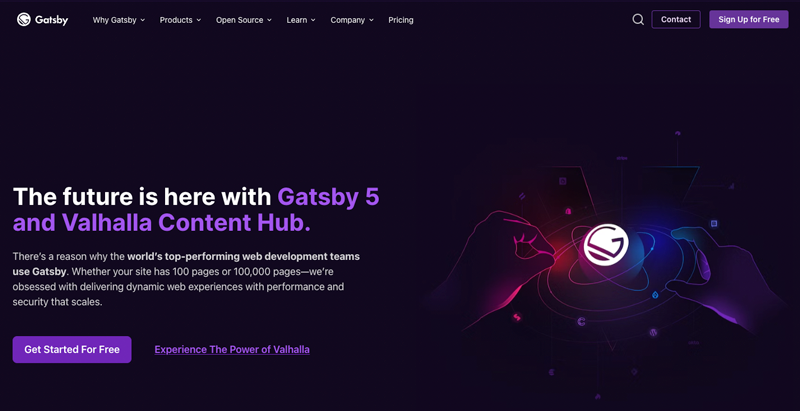 Gatsby
Why Gatsby
Products
Open Source
Learn
Company
Pricing
Contact
Sign Up for Free
The future is here with Gatsby 5
and Valhalla Content Hub.
There's a reason why the world's top-performing web development teams
use Gatsby. Whether your site has 100 pages or 100,000 pages—we're
obsessed with delivering dynamic web experiences with performance and
security that scales.
Get Started For Free
Experience The Power of Valhalla